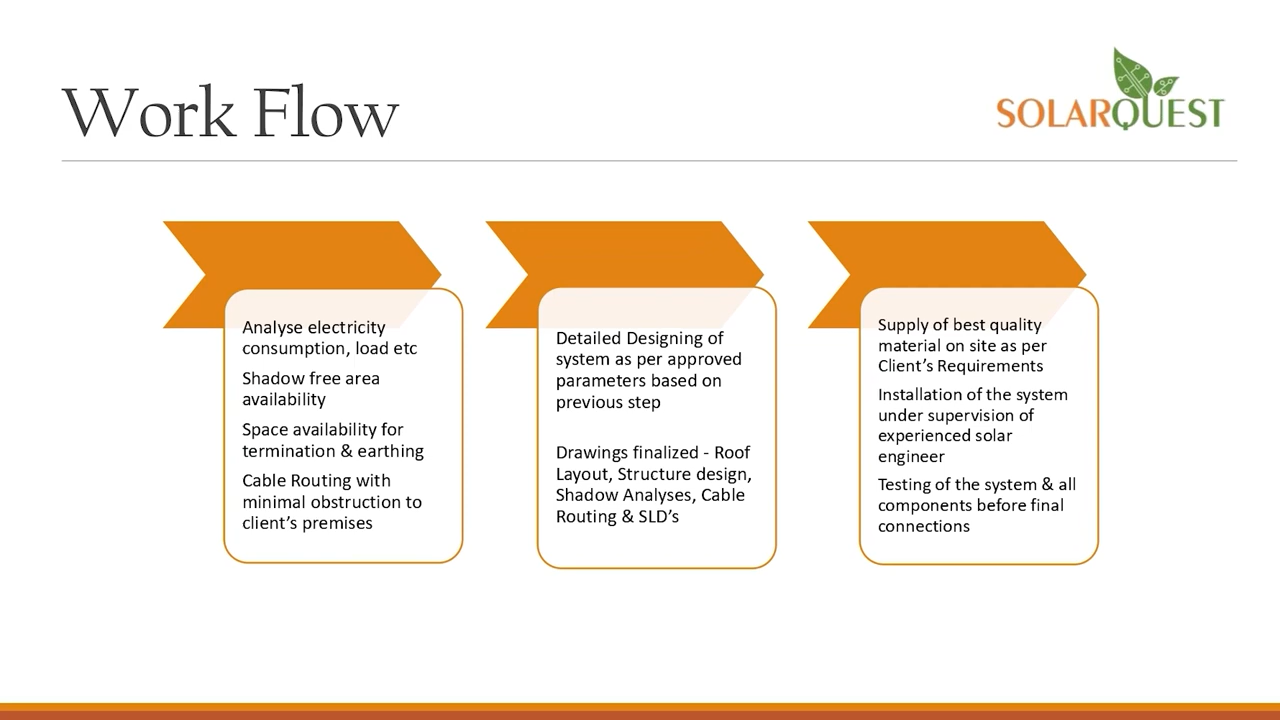 Work Flow
SOLARQUEST
Analyse electricity
consumption, load etc
Shadow free area
availability
Space availability for
termination & earthing
Cable Routing with
minimal obstruction to
client’s premises
Detailed Designing of
system as per approved
parameters based on
previous step
Drawings finalized - Roof
Layout, Structure design,
Shadow Analyses, Cable
Routing & SLD’s
Supply of best quality
material on site as per
Client’s Requirements
Installation of the system
under supervision of
experienced solar
engineer
Testing of the system & all
components before final
connections